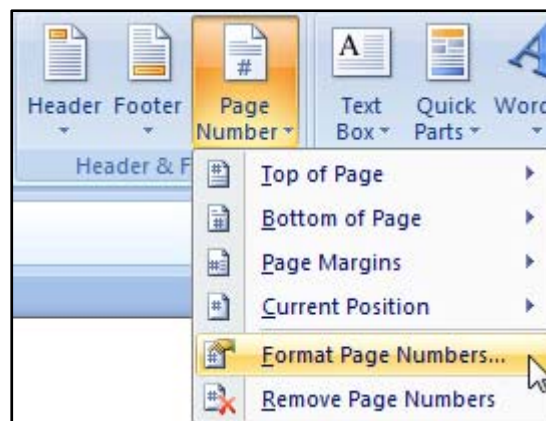 Header Footer Page Number Text Box Quick Parts Word
Header & F
Top of Page
Bottom of Page
Page Margins
Current Position
Format Page Numbers...
Remove Page Numbers